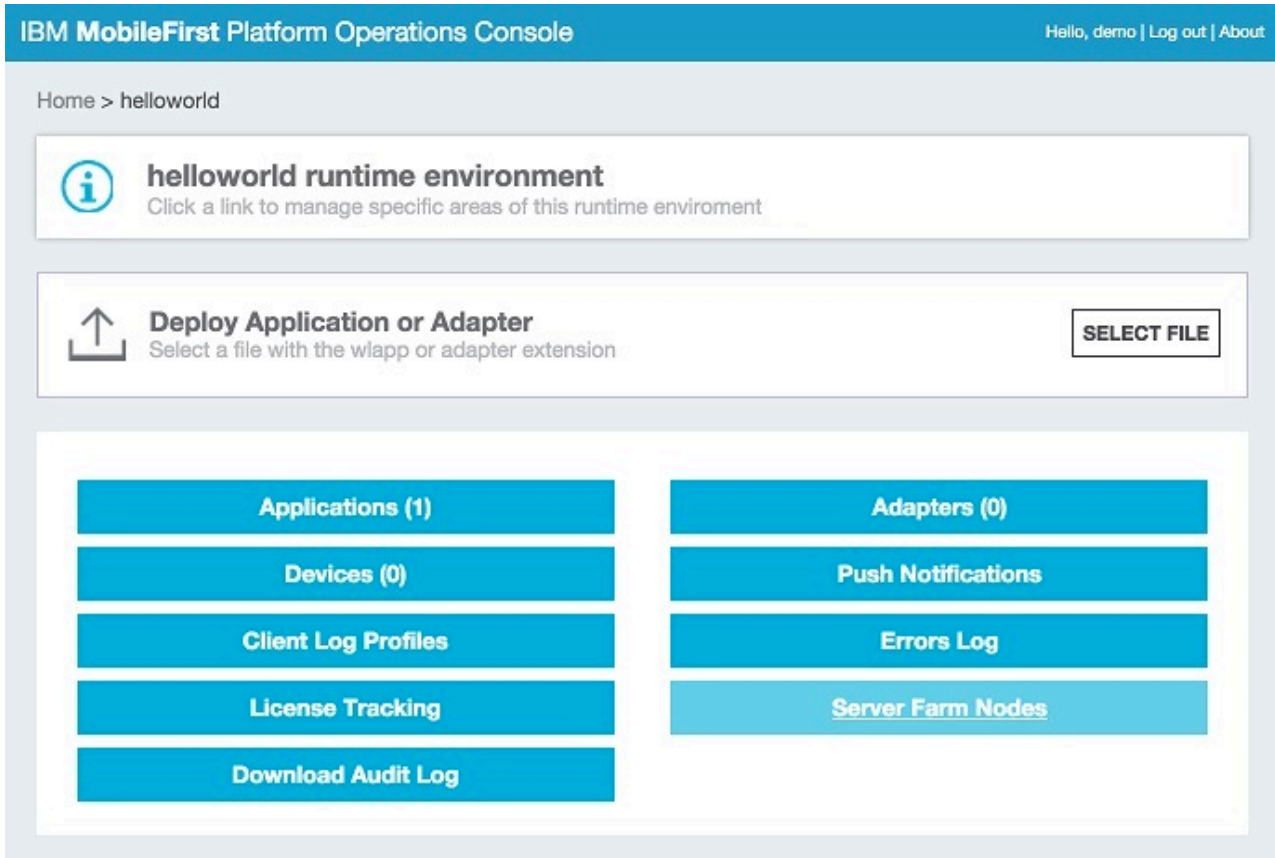 IBM MobileFirst Platform Operations Console
Hello, demo | Log out | About
Home > helloworld
helloworld runtime environment
Click a link to manage specific areas of this runtime enviroment
Deploy Application or Adapter
Select a file with the wlapp or adapter extension
SELECT FILE
Applications (1)
Adapters (0)
Devices (0)
Push Notifications
Client Log Profiles
Errors Log
License Tracking
Server Farm Nodes
Download Audit Log